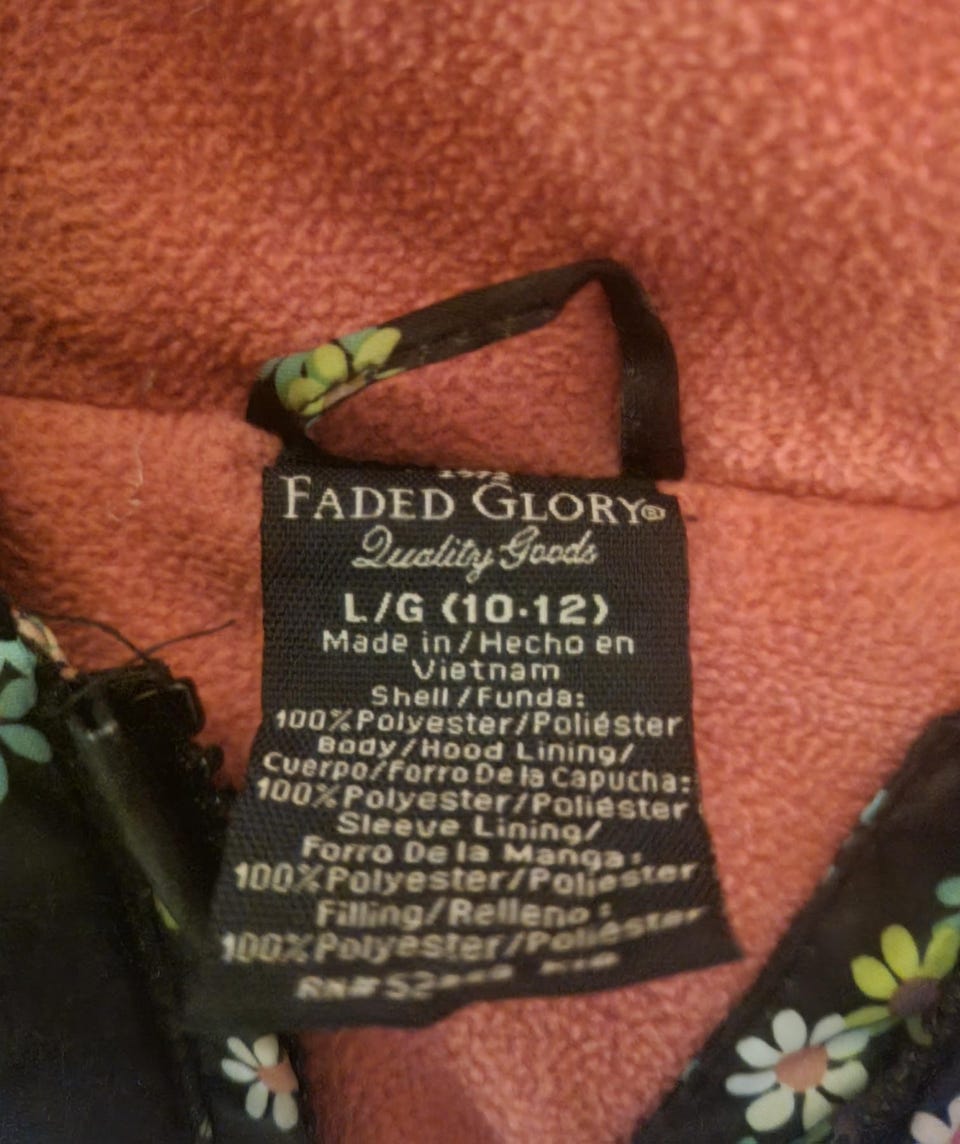 FADED GLORY®
Quality Goods
L/G (10-12)
Made in/Hecho en
Vietnam
Shell/Funda:
100% Polyester/Poliéster
Body/Hood Lining/
Cuerpo/Forro De la Capucha:
100% Polyester/Poliéster
Sleeve Lining/
Forro De la Manga:
100% Polyester/Poliéster
Filling/Relleno:
100% Polyester/Poliéster
RN#